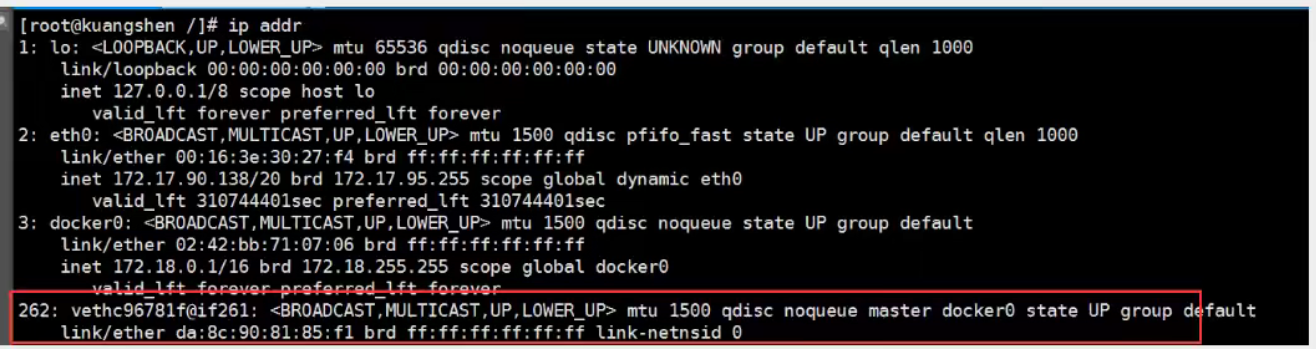 [root@kuangshen /]# ip addr
1: lo: <LOOPBACK,UP,LOWER_UP> mtu 65536 qdisc noqueue state UNKNOWN group default qlen 1000
    link/loopback 00:00:00:00:00:00 brd 00:00:00:00:00:00
    inet 127.0.0.1/8 scope host lo
       valid_lft forever preferred_lft forever
2: eth0: <BROADCAST,MULTICAST,UP,LOWER_UP> mtu 1500 qdisc pfifo_fast state UP group default qlen 1000
    link/ether 00:16:3e:30:27:f4 brd ff:ff:ff:ff:ff:ff
    inet 172.17.90.138/20 brd 172.17.95.255 scope global dynamic eth0
       valid_lft 310744401sec preferred_lft 310744401sec
3: docker0: <BROADCAST,MULTICAST,UP,LOWER_UP> mtu 1500 qdisc noqueue state UP group default
    link/ether 02:42:bb:71:07:06 brd ff:ff:ff:ff:ff:ff
    inet 172.18.0.1/16 brd 172.18.255.255 scope global docker0
       valid_lft forever preferred_lft forever
262: vethc96781f@if261: <BROADCAST,MULTICAST,UP,LOWER_UP> mtu 1500 qdisc noqueue master docker0 state UP group default
    link/ether da:8c:90:81:85:f1 brd ff:ff:ff:ff:ff:ff link-netnsid 0